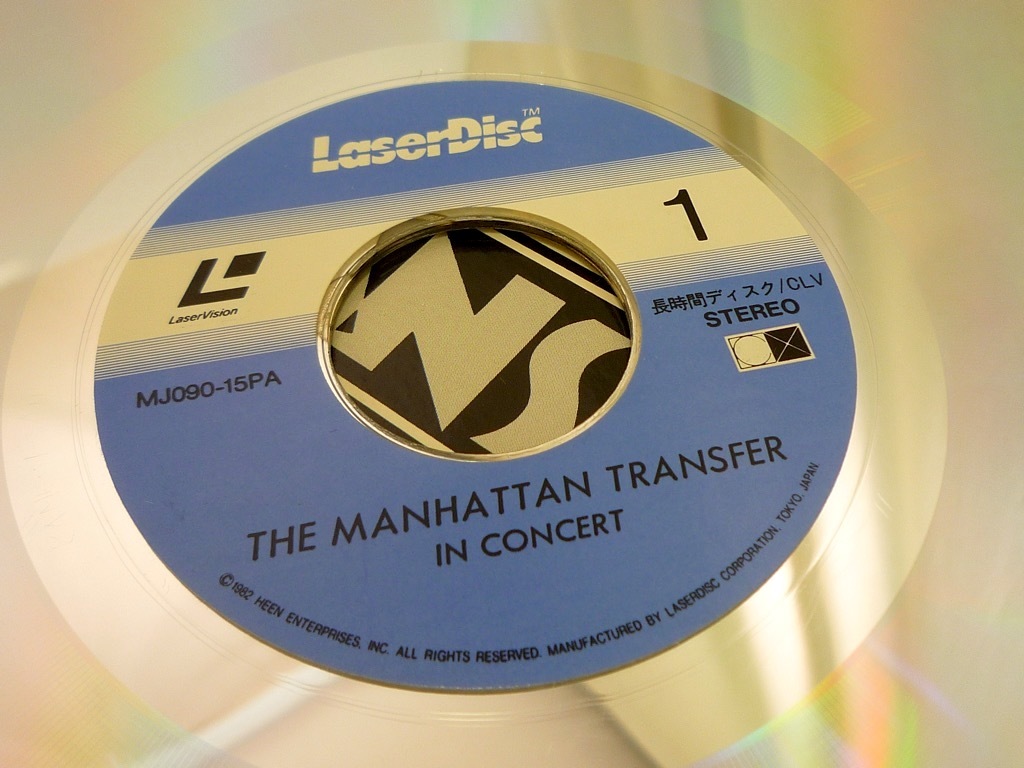 LaserDisc™
1
LaserVision
長時間ディスク/CLV
STEREO
MJ090-15PA
THE MANHATTAN TRANSFER
IN CONCERT
©1982 HEEN ENTERPRISES, INC. ALL RIGHTS RESERVED. MANUFACTURED BY LASERDISC CORPORATION, TOKYO, JAPAN